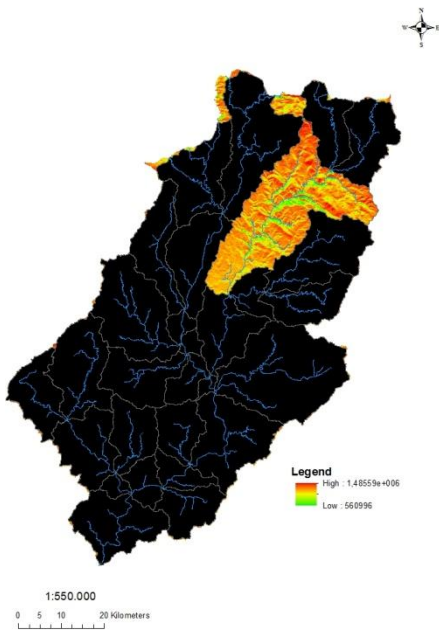 N
W E
S
Legend
High : 1,48559e+006
Low : 560996
1:550.000
0 5 10 20 Kilometers